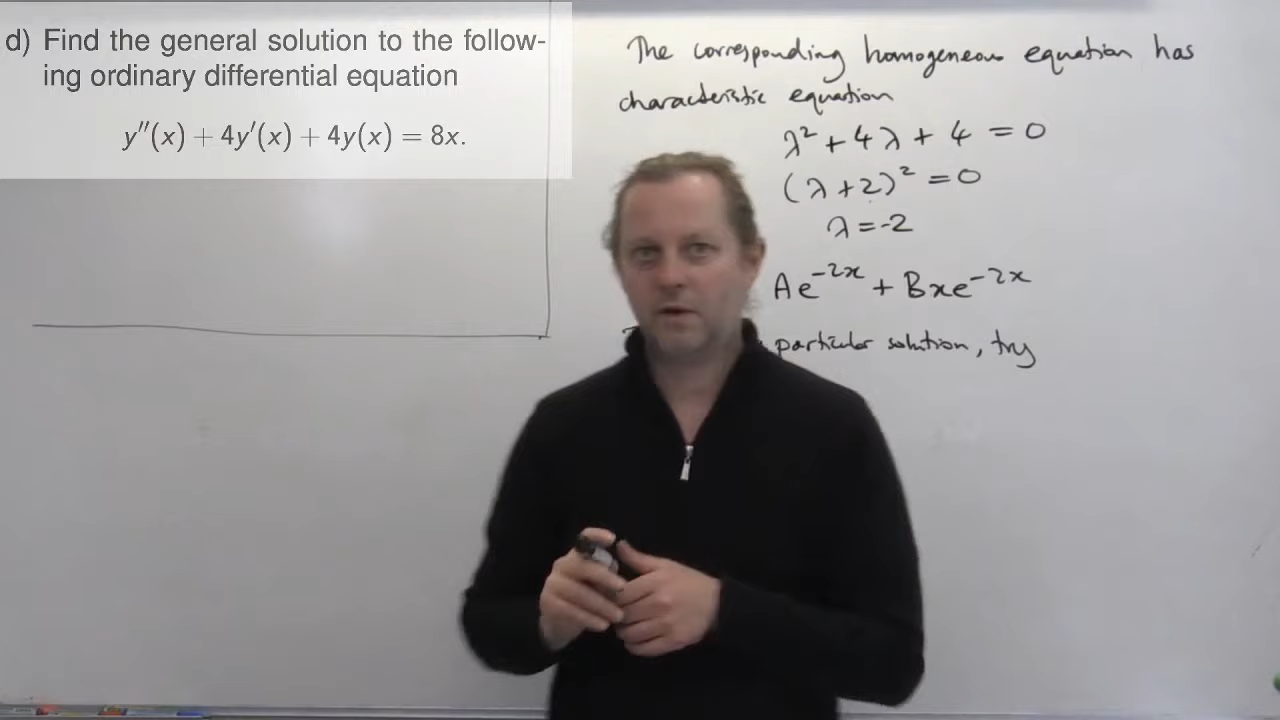 d) Find the general solution to the follow-
ing ordinary differential equation
y″(x) + 4y′(x) + 4y(x) = 8x.
The corresponding homogeneous equation has
characteristic equation
λ² + 4λ + 4 = 0
(λ+2)² = 0
λ = -2
Ae^{-2x} + Bxe^{-2x}
particular solution, try